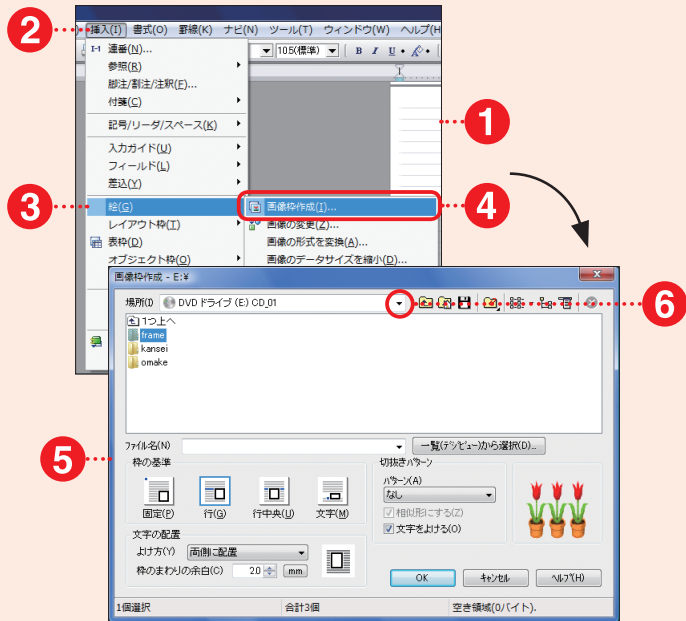 2 挿入(I) 書式(O) 罫線(K) ナビ(N) ツール(T) ウィンドウ(W) ヘルプ(H
10.5(標準) B I U
連番(N)...
参照(R)
脚注/割注/注釈(F)...
付箋(C)
記号/リーダ/スペース(K)
1
入力ガイド(U)
フィールド(L)
差込(Y)
3 絵(G) 画像枠作成(I)... 4
レイアウト枠(T) 画像の変更(Z)...
表枠(D) 画像の形式を変換(A)...
オブジェクト枠(O) 画像のデータサイズを縮小(D)...
画像枠作成 - E:¥
場所(I) DVD ドライブ (E:) CD_01 6
1つ上へ
frame
kansei
omake
ファイル名(N) 一覧(デジビュー)から選択(D)...
5
枠の基準 切抜きパターン
固定(P) 行(G) 行中央(U) 文字(M)
パターン(A)
なし
相似形にする(Z)
文字をよける(O)
文字の配置
よけ方(Y) 両側に配置
枠のまわりの余白(C) 2.0 mm
OK キャンセル ヘルプ(H)
1個選択 合計3個 空き領域(0バイト).